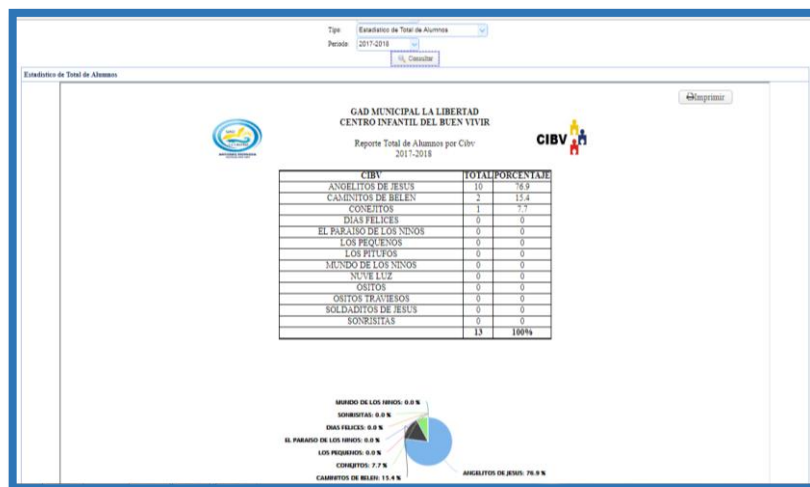 Tipo Estadistico de Total de Alumnos
Periodo 2017-2018
Consultar
Estadistico de Total de Alumnos
Imprimir
GAD MUNICIPAL LA LIBERTAD
CENTRO INFANTIL DEL BUEN VIVIR
CIBV
Reporte Total de Alumnos por Cibv
2017-2018
CIBV TOTAL PORCENTAJE
ANGELITOS DE JESUS 10 76.9
CAMINITOS DE BELEN 2 15.4
CONEJITOS 1 7.7
DIAS FELICES 0 0
EL PARAISO DE LOS NINOS 0 0
LOS PEQUENOS 0 0
LOS PITUFOS 0 0
MUNDO DE LOS NINOS 0 0
NUVE LUZ 0 0
OSITOS 0 0
OSITOS TRAVIESOS 0 0
SOLDADITOS DE JESUS 0 0
SONRISITAS 0 0
13 100%
MUNDO DE LOS NINOS: 0.0 %
SONRISITAS: 0.0 %
DIAS FELICES: 0.0 %
EL PARAISO DE LOS NINOS: 0.0 %
LOS PEQUENOS: 0.0 %
CONEJITOS: 7.7 %
CAMINITOS DE BELEN: 15.4 %
ANGELITOS DE JESUS: 76.9 %